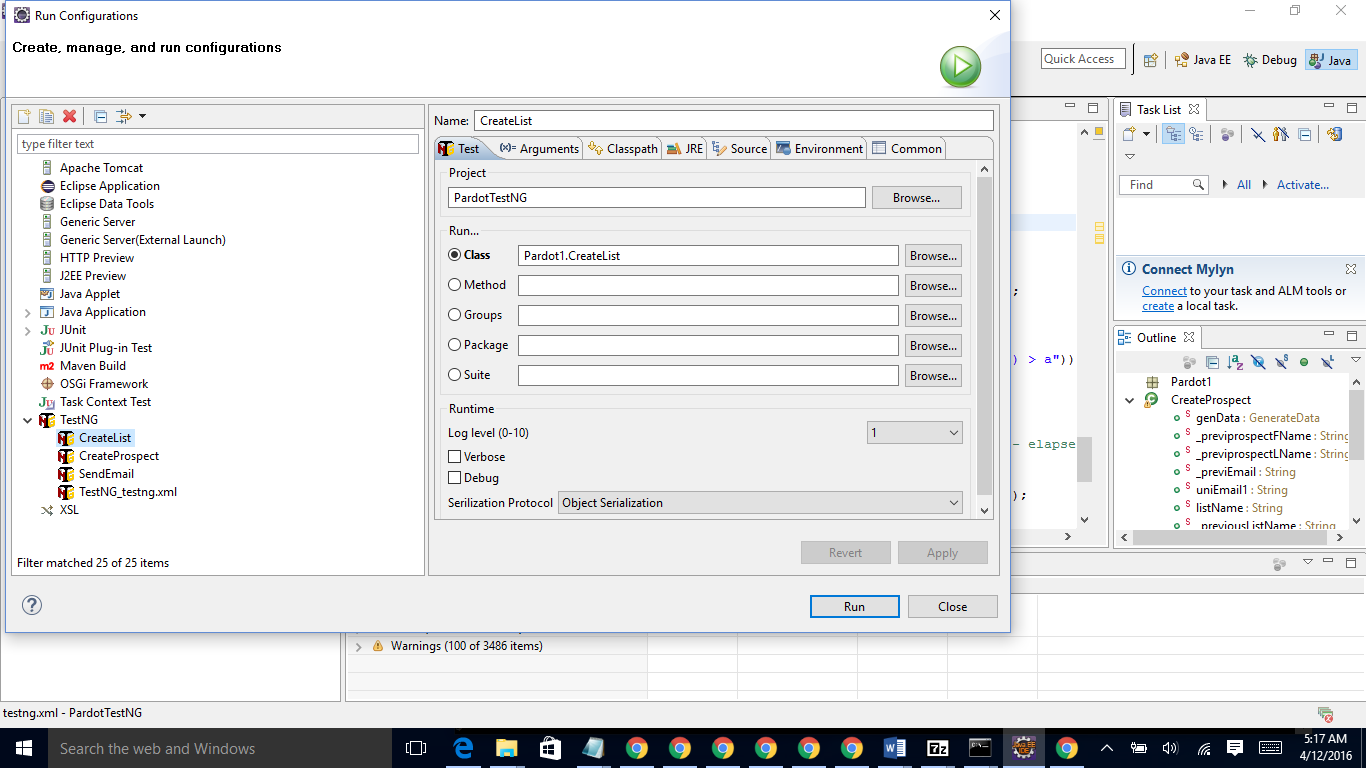 Run Configurations
Create, manage, and run configurations
Quick Access
Java EE
Debug
Java
type filter text
Apache Tomcat
Eclipse Application
Eclipse Data Tools
Generic Server
Generic Server(External Launch)
HTTP Preview
J2EE Preview
Java Applet
Java Application
JUnit
JUnit Plug-in Test
Maven Build
OSGi Framework
Task Context Test
TestNG
CreateList
CreateProspect
SendEmail
TestNG_testng.xml
XSL
Filter matched 25 of 25 items
Name: CreateList
Test (x)= Arguments Classpath JRE Source Environment Common
Project
PardotTestNG Browse...
Run...
Class Pardot1.CreateList Browse...
Method Browse...
Groups Browse...
Package Browse...
Suite Browse...
Runtime
Log level (0-10) 1
Verbose
Debug
Serilization Protocol Object Serialization
Revert Apply
Run Close
;
) > a"))
- elapse
);
Task List
Find All Activate...
Connect Mylyn
Connect to your task and ALM tools or
create a local task.
Outline
Pardot1
CreateProspect
genData : GenerateData
_previprospectFName : String
_previprospectLName : String
_previEmail : String
uniEmail1 : String
listName : String
_previousListName : String
Warnings (100 of 3486 items)
testng.xml - PardotTestNG
Search the web and Windows
5:17 AM
4/12/2016